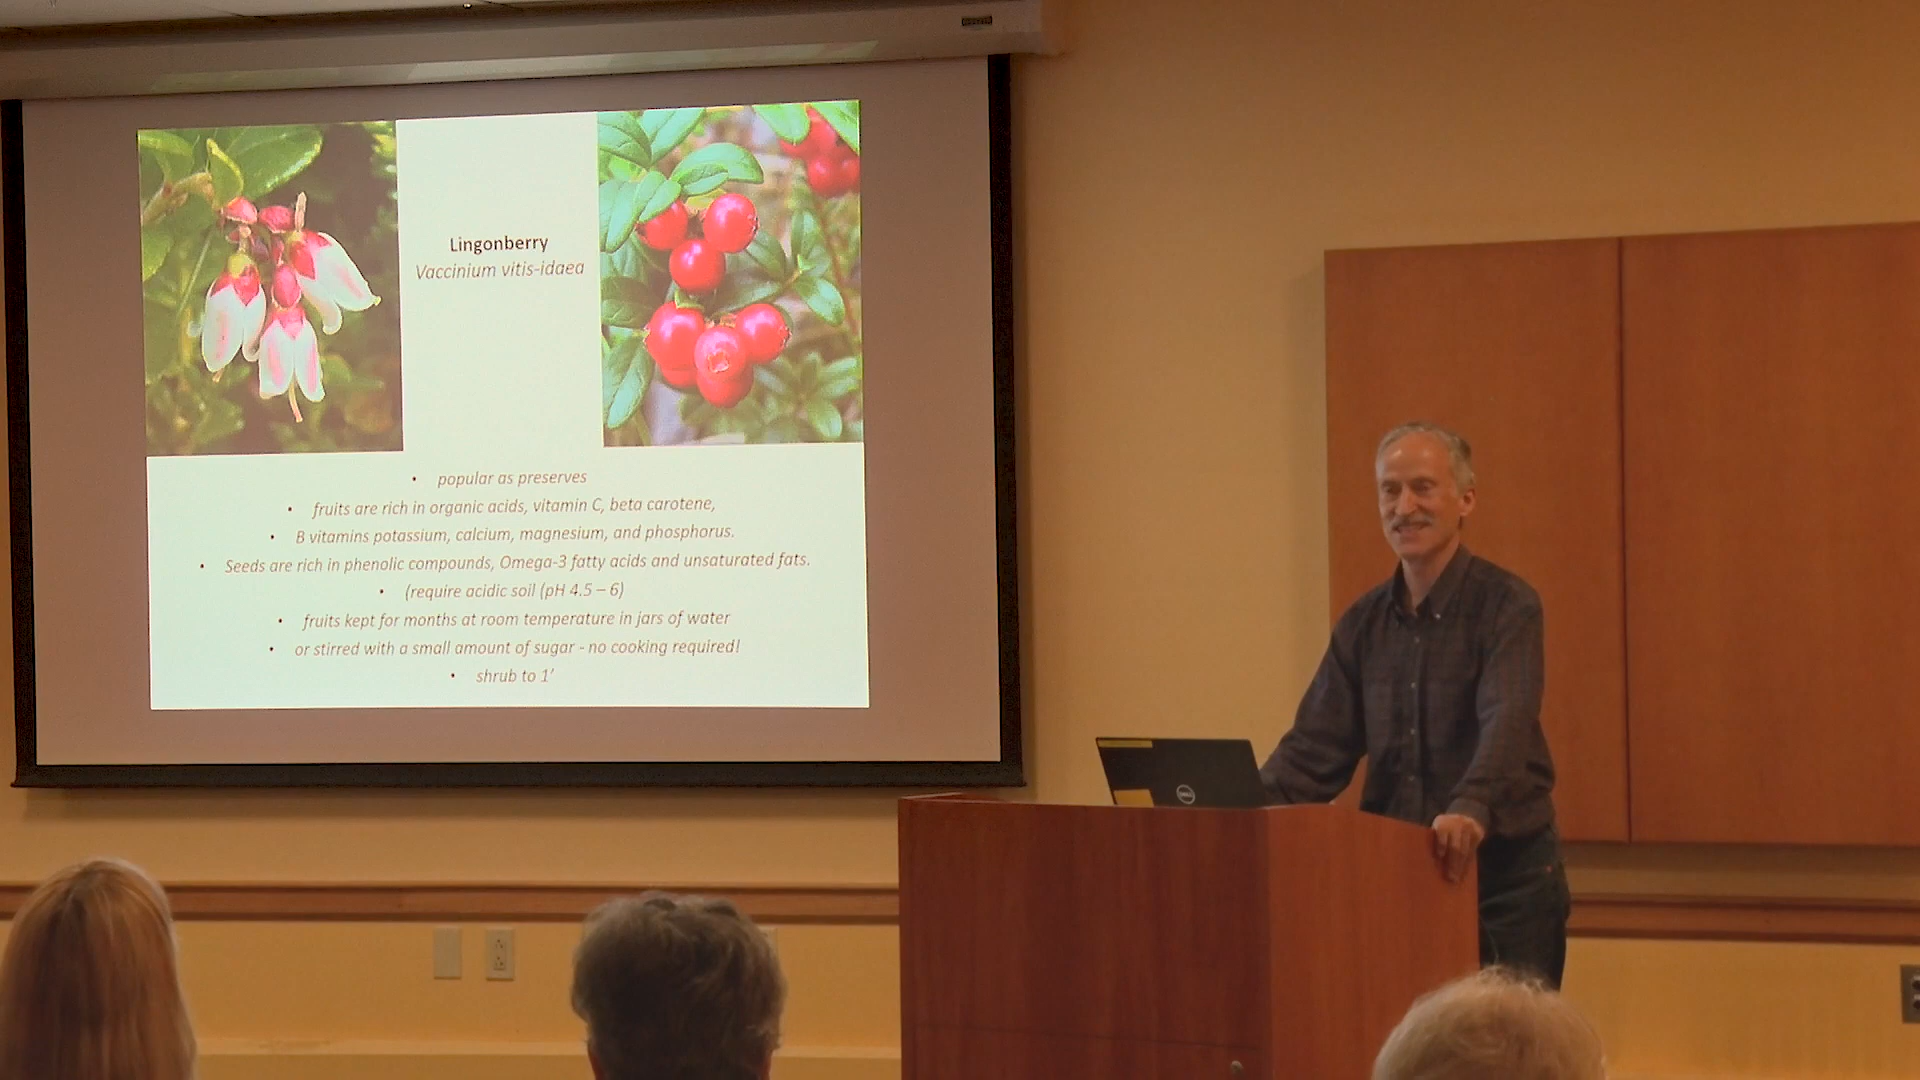 Lingonberry
Vaccinium vitis-idaea
• popular as preserves
• fruits are rich in organic acids, vitamin C, beta carotene,
• B vitamins potassium, calcium, magnesium, and phosphorus.
• Seeds are rich in phenolic compounds, Omega-3 fatty acids and unsaturated fats.
• (require acidic soil (pH 4.5 – 6)
• fruits kept for months at room temperature in jars of water
• or stirred with a small amount of sugar - no cooking required!
• shrub to 1'
DELL